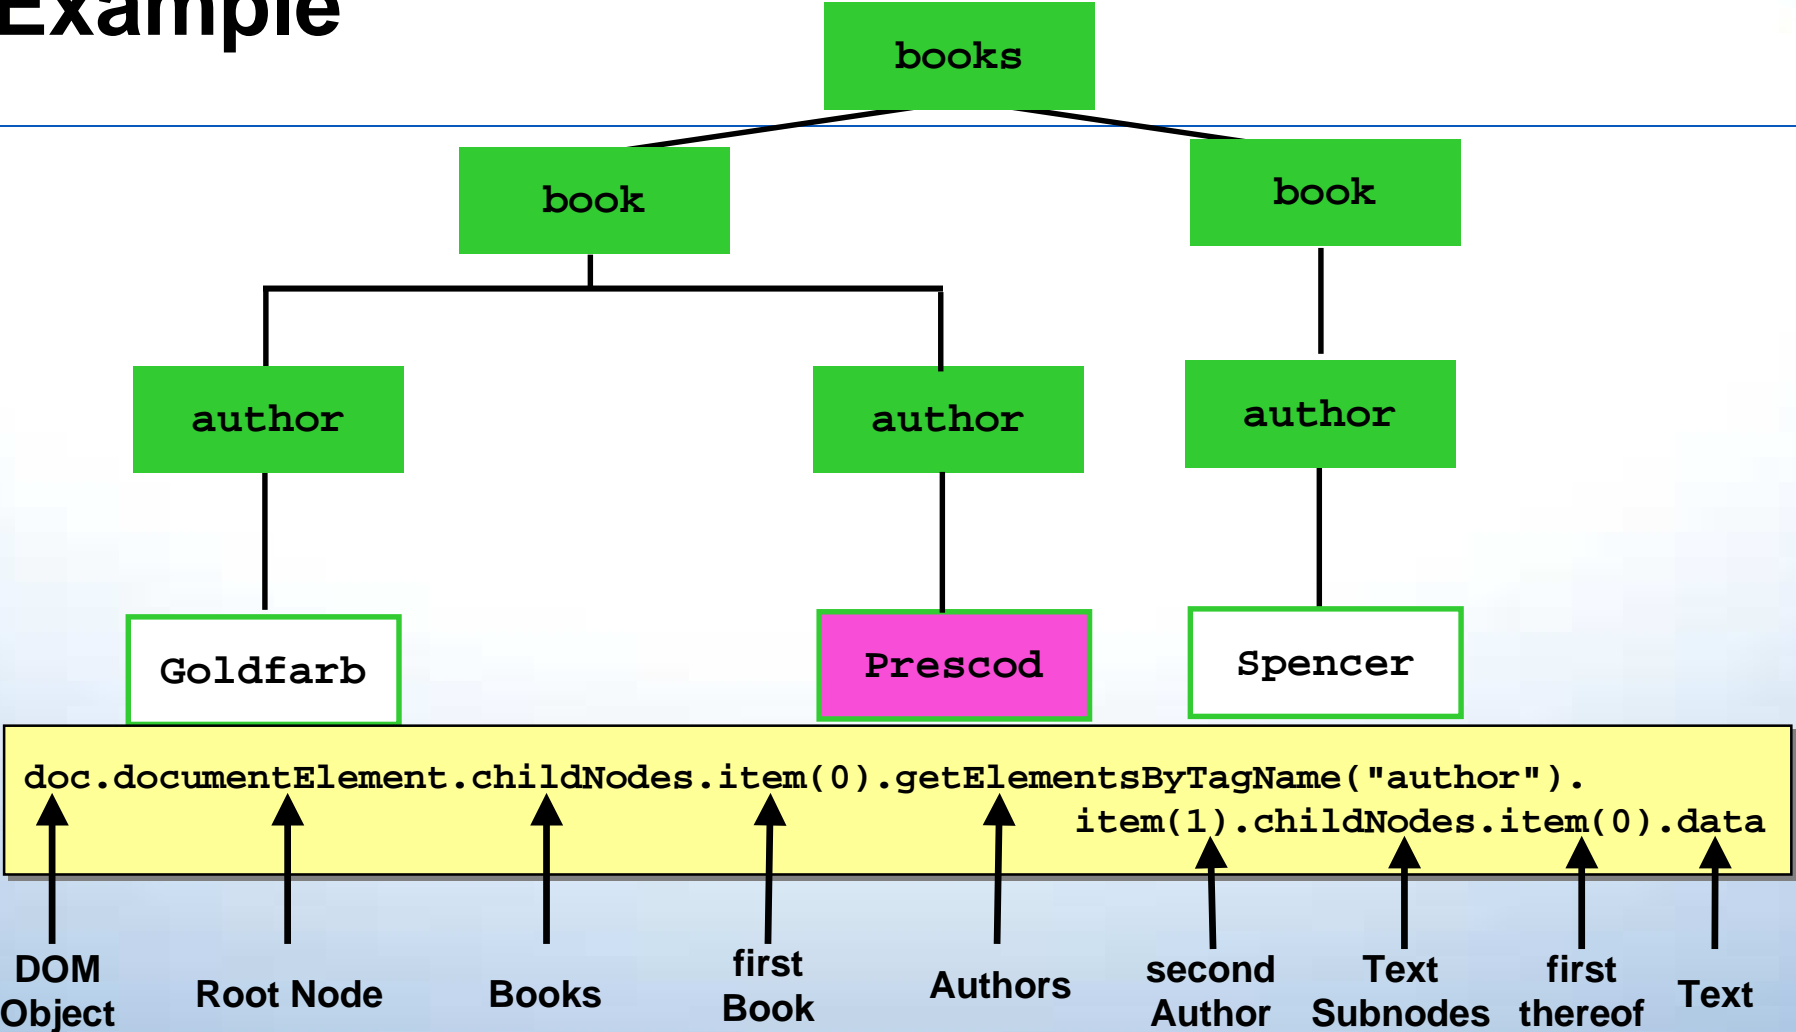 Example
books
book
book
author
author
author
Goldfarb
Prescod
Spencer
doc.documentElement.childNodes.item(0).getElementsByTagName("author").
item(1).childNodes.item(0).data
DOM
Object
Root Node
Books
first
Book
Authors
second
Author
Text
Subnodes
first
thereof
Text